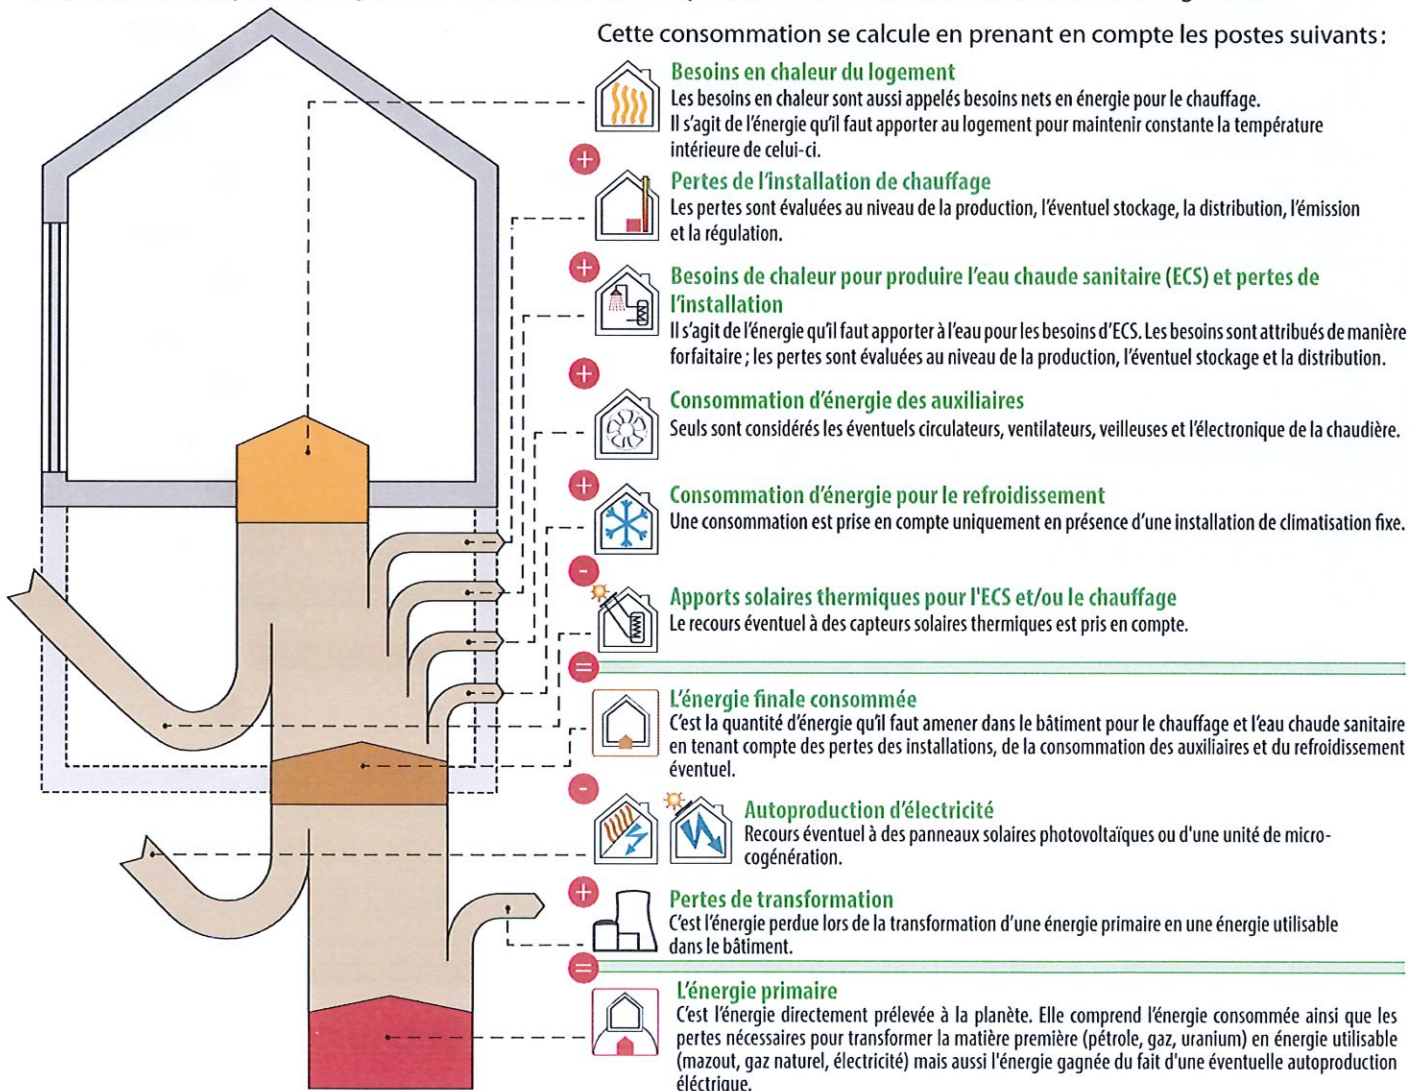 Cette consommation se calcule en prenant en compte les postes suivants :
Besoins en chaleur du logement
Les besoins en chaleur sont aussi appelés besoins nets en énergie pour le chauffage.
Il s'agit de l'énergie qu'il faut apporter au logement pour maintenir constante la température
intérieure de celui-ci.
+
Pertes de l'installation de chauffage
Les pertes sont évaluées au niveau de la production, l'éventuel stockage, la distribution, l'émission
et la régulation.
+
Besoins de chaleur pour produire l'eau chaude sanitaire (ECS) et pertes de
l'installation
Il s'agit de l'énergie qu'il faut apporter à l'eau pour les besoins d'ECS. Les besoins sont attribués de manière
forfaitaire ; les pertes sont évaluées au niveau de la production, l'éventuel stockage et la distribution.
+
Consommation d'énergie des auxiliaires
Seuls sont considérés les éventuels circulateurs, ventilateurs, veilleuses et l'électronique de la chaudière.
+
Consommation d'énergie pour le refroidissement
Une consommation est prise en compte uniquement en présence d'une installation de climatisation fixe.
-
Apports solaires thermiques pour l'ECS et/ou le chauffage
Le recours éventuel à des capteurs solaires thermiques est pris en compte.
=
L'énergie finale consommée
C'est la quantité d'énergie qu'il faut amener dans le bâtiment pour le chauffage et l'eau chaude sanitaire
en tenant compte des pertes des installations, de la consommation des auxiliaires et du refroidissement
éventuel.
-
Autoproduction d'électricité
Recours éventuel à des panneaux solaires photovoltaïques ou d'une unité de micro-
cogénération.
+
Pertes de transformation
C'est l'énergie perdue lors de la transformation d'une énergie primaire en une énergie utilisable
dans le bâtiment.
=
L'énergie primaire
C'est l'énergie directement prélevée à la planète. Elle comprend l'énergie consommée ainsi que les
pertes nécessaires pour transformer la matière première (pétrole, gaz, uranium) en énergie utilisable
(mazout, gaz naturel, électricité) mais aussi l'énergie gagnée du fait d'une éventuelle autoproduction
éléctrique.